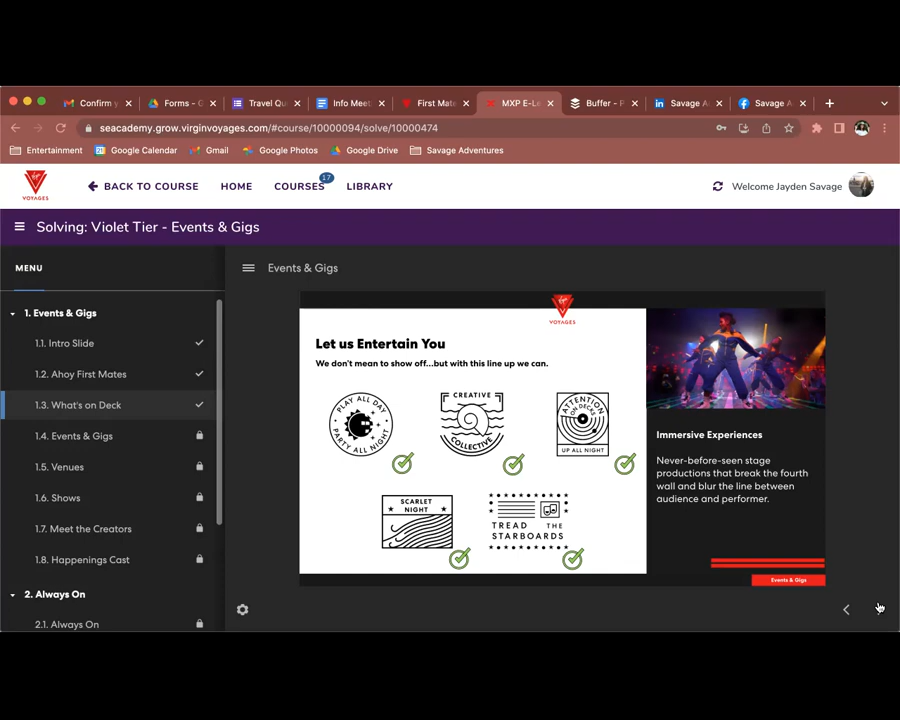 Confirm y
Forms - G
Travel Qu
Info Mee
First Mate
MXP E-Le
Buffer - P
Savage A
Savage A
seacademy.grow.virginvoyages.com/#course/10000094/solve/10000474
Entertainment
Google Calendar
Gmail
Google Photos
Google Drive
Savage Adventures
VOYAGES
BACK TO COURSE
HOME
COURSES
17
LIBRARY
Welcome Jayden Savage
Solving: Violet Tier - Events & Gigs
MENU
Events & Gigs
1. Events & Gigs
1.1. Intro Slide
1.2. Ahoy First Mates
1.3. What's on Deck
1.4. Events & Gigs
1.5. Venues
1.6. Shows
1.7. Meet the Creators
1.8. Happenings Cast
2. Always On
2.1. Always On
VOYAGES
Let us Entertain You
We don't mean to show off...but with this line up we can.
PLAY ALL DAY
PARTY ALL NIGHT
CREATIVE
COLLECTIVE
ATTENTION
ON DECKS
UP ALL NIGHT
SCARLET
NIGHT
TREAD THE
STARBOARDS
Immersive Experiences
Never-before-seen stage
productions that break the fourth
wall and blur the line between
audience and performer.
Events & Gigs